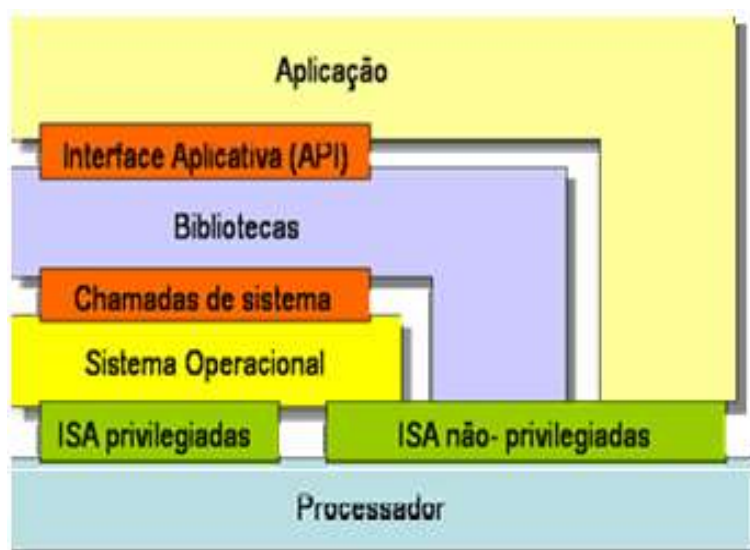 Aplicação
Interface Aplicativa (API)
Bibliotecas
Chamadas de sistema
Sistema Operacional
ISA privilegiadas
ISA não- privilegiadas
Processador